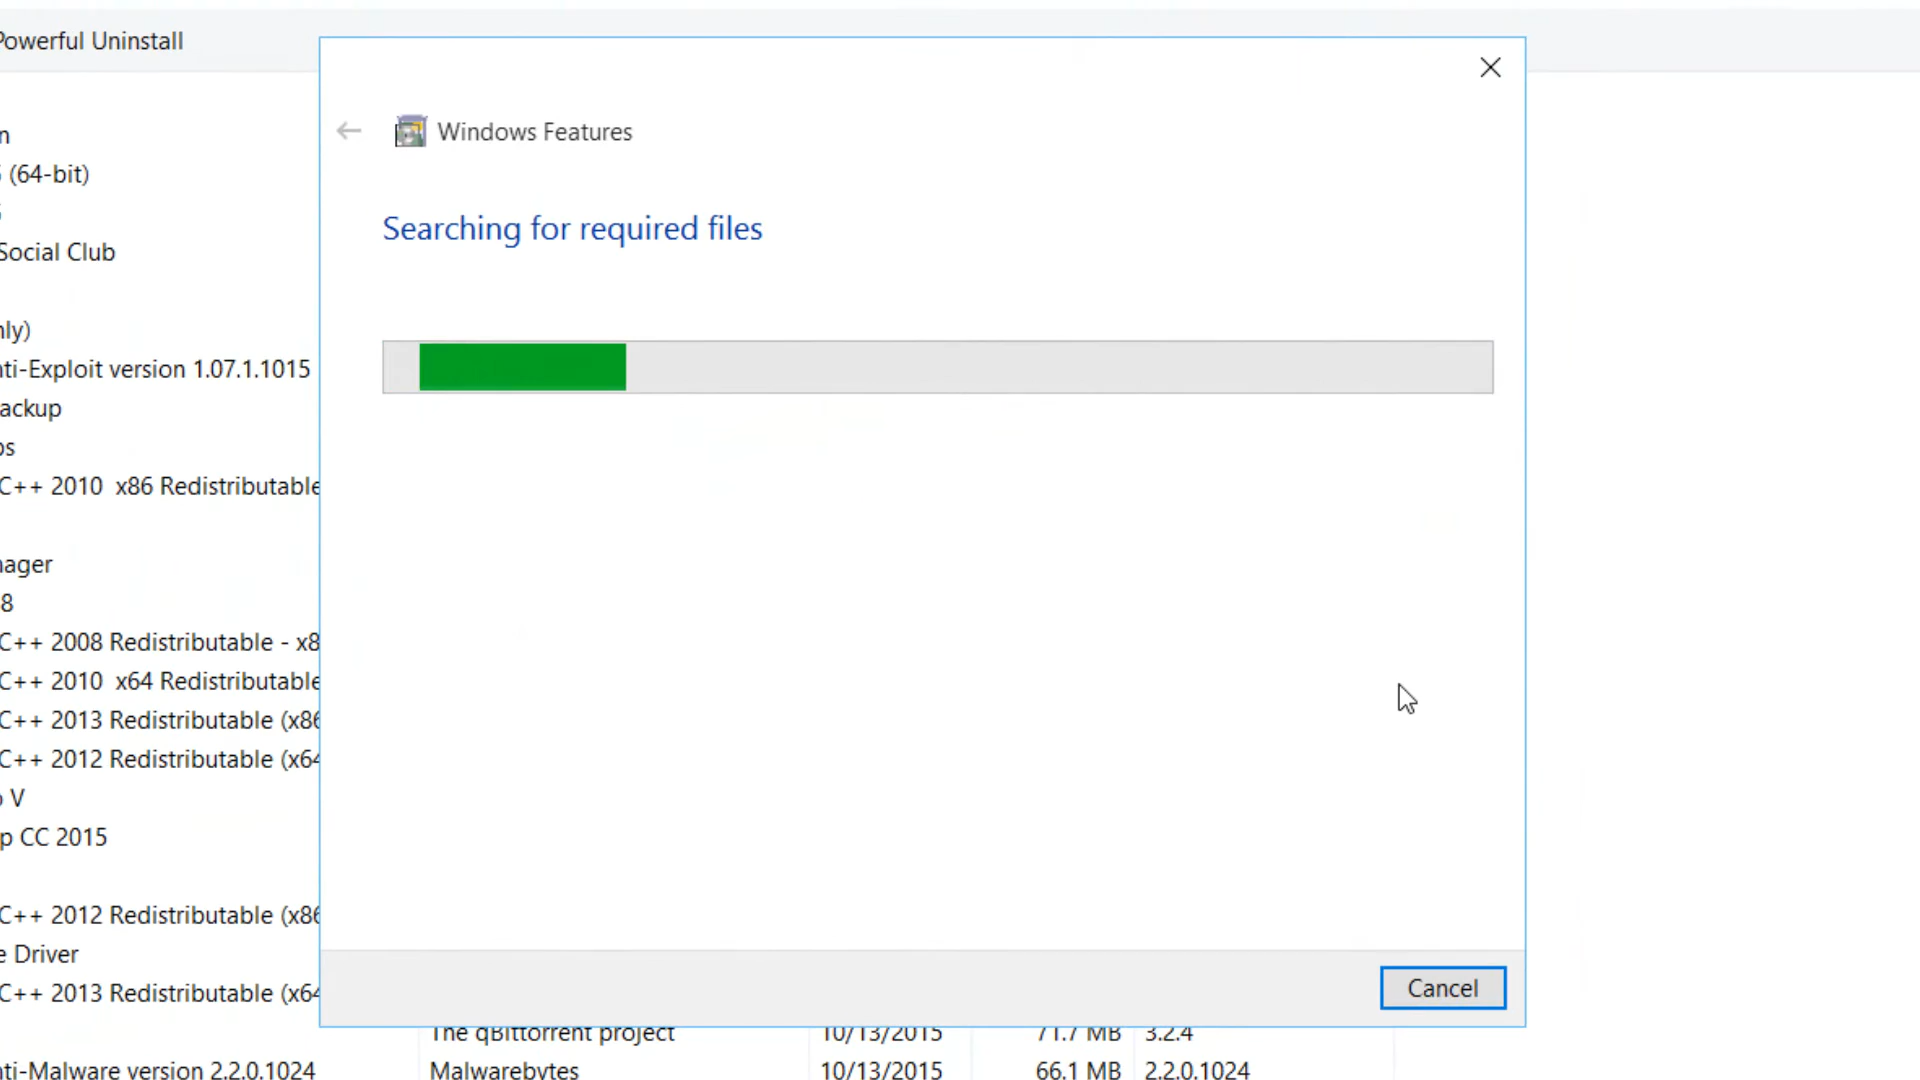 Powerful Uninstall
Windows Features
Searching for required files
n
(64-bit)
Social Club
nly)
nti-Exploit version 1.07.1.1015
ackup
os
C++ 2010 x86 Redistributable
nager
8
C++ 2008 Redistributable - x8
C++ 2010 x64 Redistributable
C++ 2013 Redistributable (x86
C++ 2012 Redistributable (x64
V
p CC 2015
C++ 2012 Redistributable (x86
e Driver
C++ 2013 Redistributable (x64
Cancel
The qBittorrent project 10/13/2015 71.7 MB 3.2.4
nti-Malware version 2.2.0.1024 Malwarebytes 10/13/2015 66.1 MB 2.2.0.1024